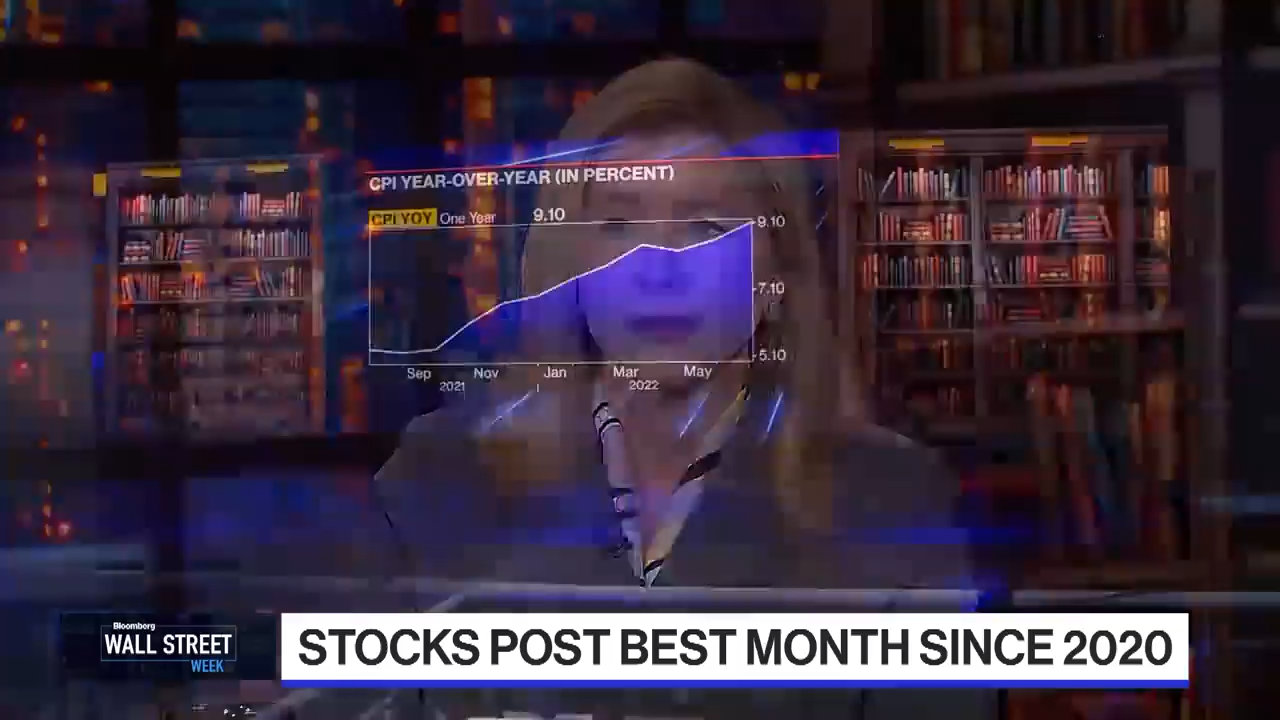 CPI YEAR-OVER-YEAR (IN PERCENT)
CPI YOY One Year 9.10
9.10
7.10
5.10
Sep Nov Jan Mar May
2021 2022
Bloomberg
WALL STREET
WEEK
STOCKS POST BEST MONTH SINCE 2020